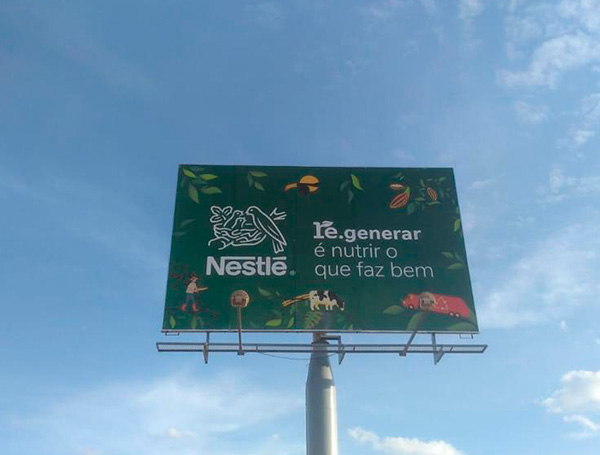 Nestlé®
re.generar
é nutrir o
que faz bem